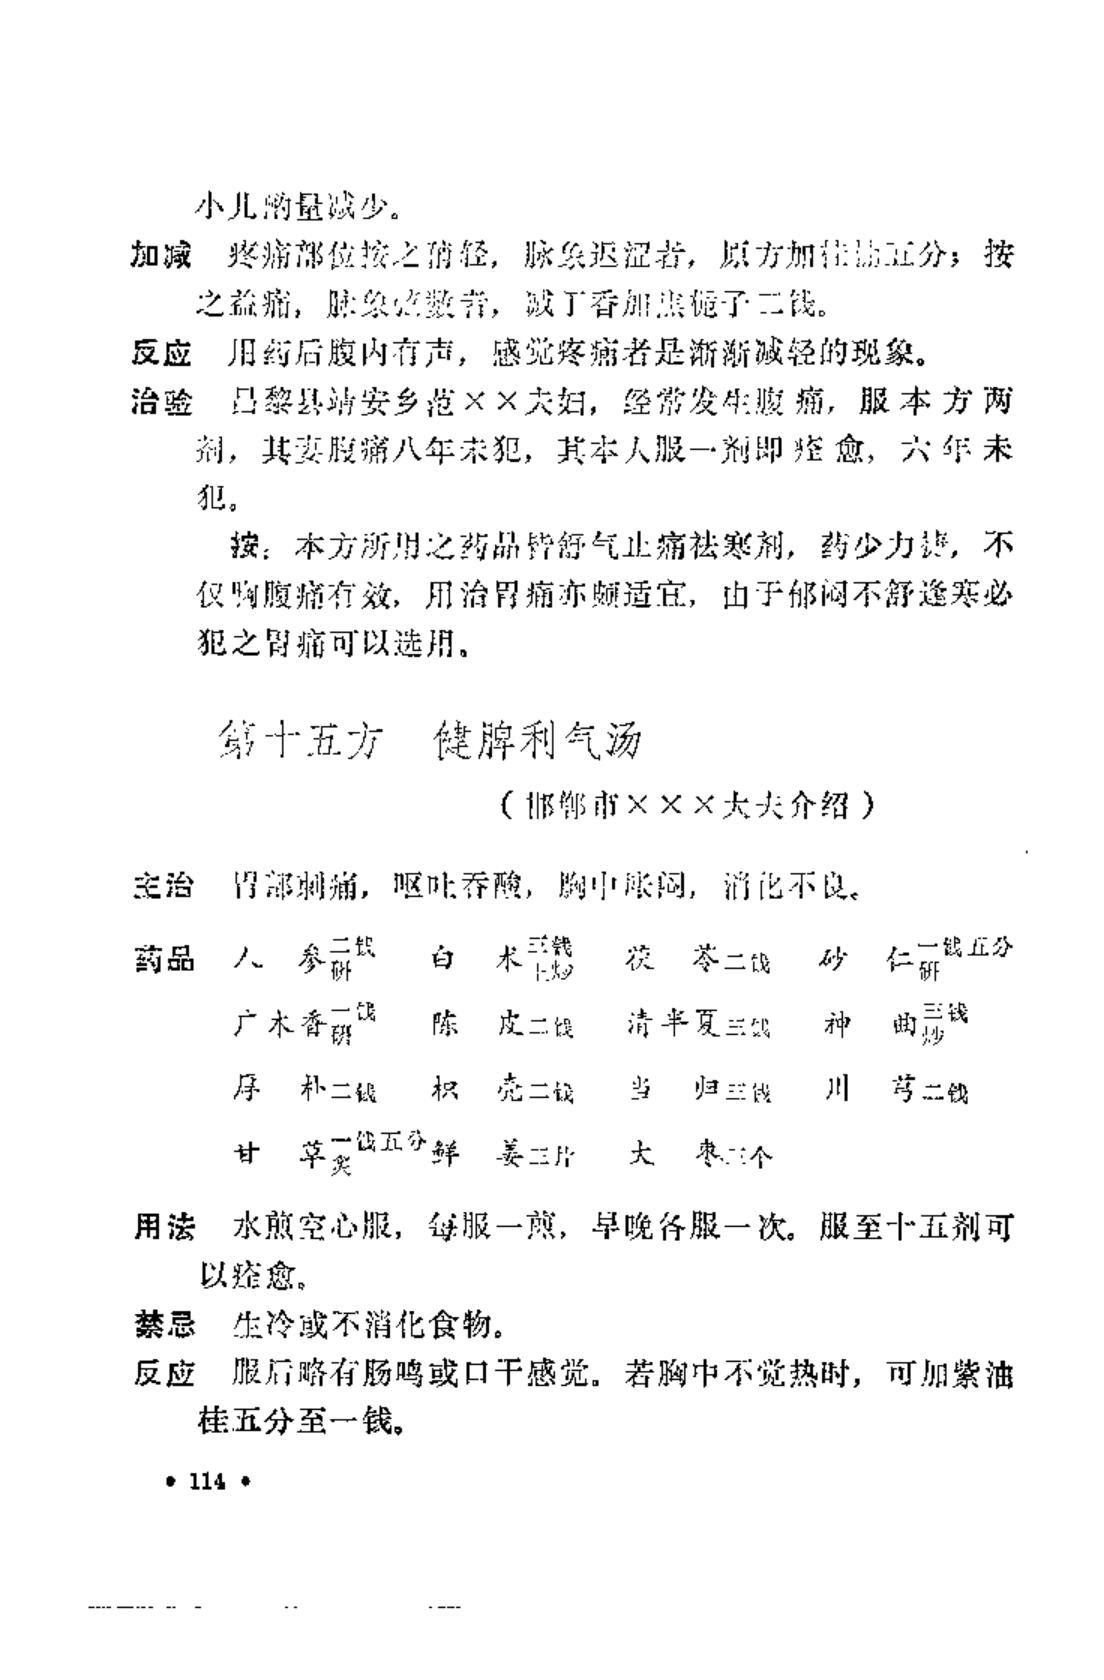 小儿酌量减少。
加减　疼痛部位按之稍轻，脉象迟涩者，原方加桂楠五分；按
之益痛，脉象弦数者，减丁香加焦栀子二钱。
反应　用药后腹内有声，感觉疼痛者是渐渐减轻的现象。
治验　昌黎县靖安乡范××夫妇，经常发生腹痛，服本方两
剂，其妻腹痛八年未犯，其本人服一剂即痊愈，六年未
犯。
按：本方所用之药品皆舒气止痛祛寒剂，药少力捷，不
仅胸腹痛有效，用治胃痛亦颇适宜，由于郁闷不舒逢寒必
犯之胃痛可以选用。
第十五方　健脾利气汤
（邯郸市×××大夫介绍）
主治　胃部刺痛，呕吐吞酸，胸中胀闷，消化不良。
药品　人　参二钱研　白　术三钱土炒　茯　苓二钱　砂　仁一钱五分研
广木香一钱研　陈　皮二钱　清半夏三钱　神　曲三钱炒
厚　朴二钱　枳　壳二钱　当　归三钱　川　芎二钱
甘　草一钱五分炙　鲜　姜三片　大　枣　个
用法　水煎空心服，每服一煎，早晚各服一次。服至十五剂可
以痊愈。
禁忌　生冷或不消化食物。
反应　服后略有肠鸣或口干感觉。若胸中不觉热时，可加紫油
桂五分至一钱。
• 114 •